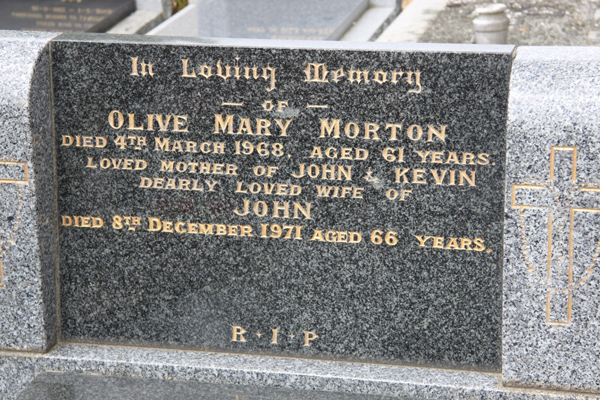 In Loving Memory
— OF —
OLIVE MARY MORTON
DIED 4TH MARCH 1968. AGED 61 YEARS.
LOVED MOTHER OF JOHN & KEVIN
DEARLY LOVED WIFE OF
JOHN
DIED 8TH DECEMBER 1971 AGED 66 YEARS.
R · I · P